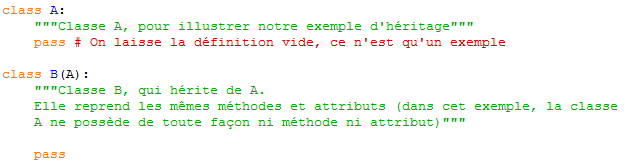 class A:
    """Classe A, pour illustrer notre exemple d'héritage"""
    pass # On laisse la définition vide, ce n'est qu'un exemple

class B(A):
    """Classe B, qui hérite de A.
    Elle reprend les mêmes méthodes et attributs (dans cet exemple, la classe
    A ne possède de toute façon ni méthode ni attribut)"""

    pass